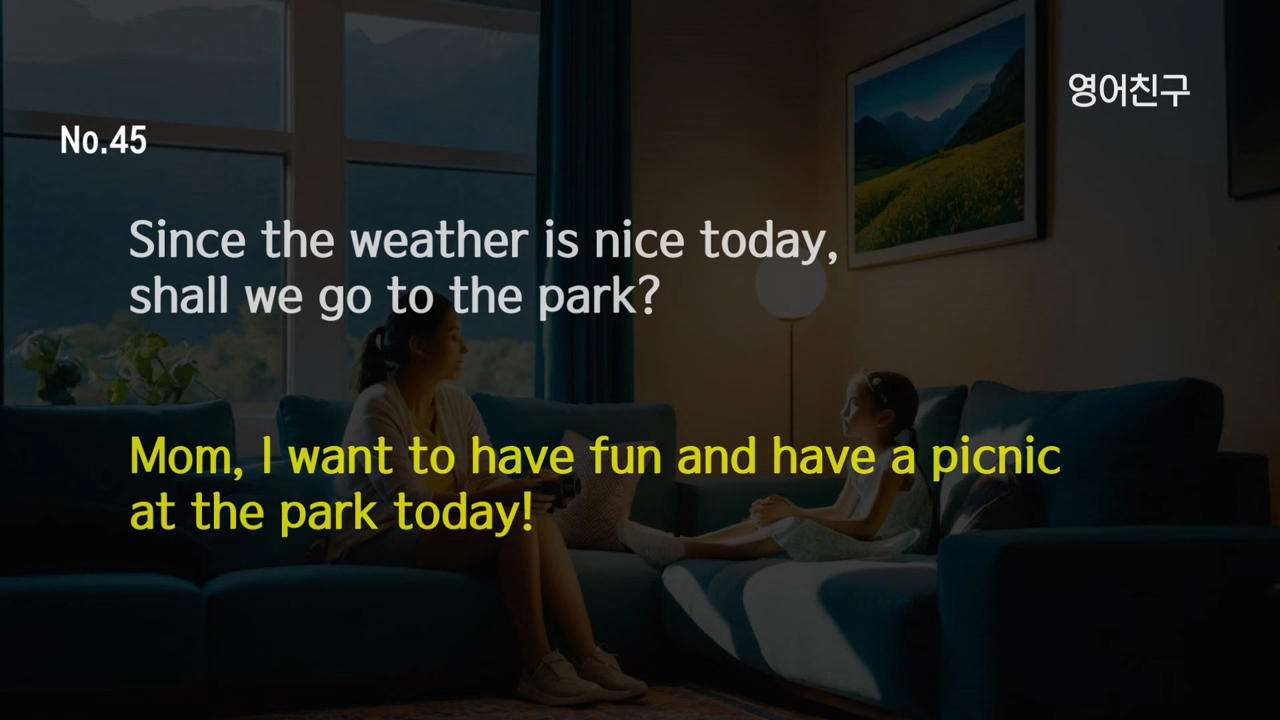 영어친구
No.45
Since the weather is nice today,
shall we go to the park?
Mom, I want to have fun and have a picnic
at the park today!